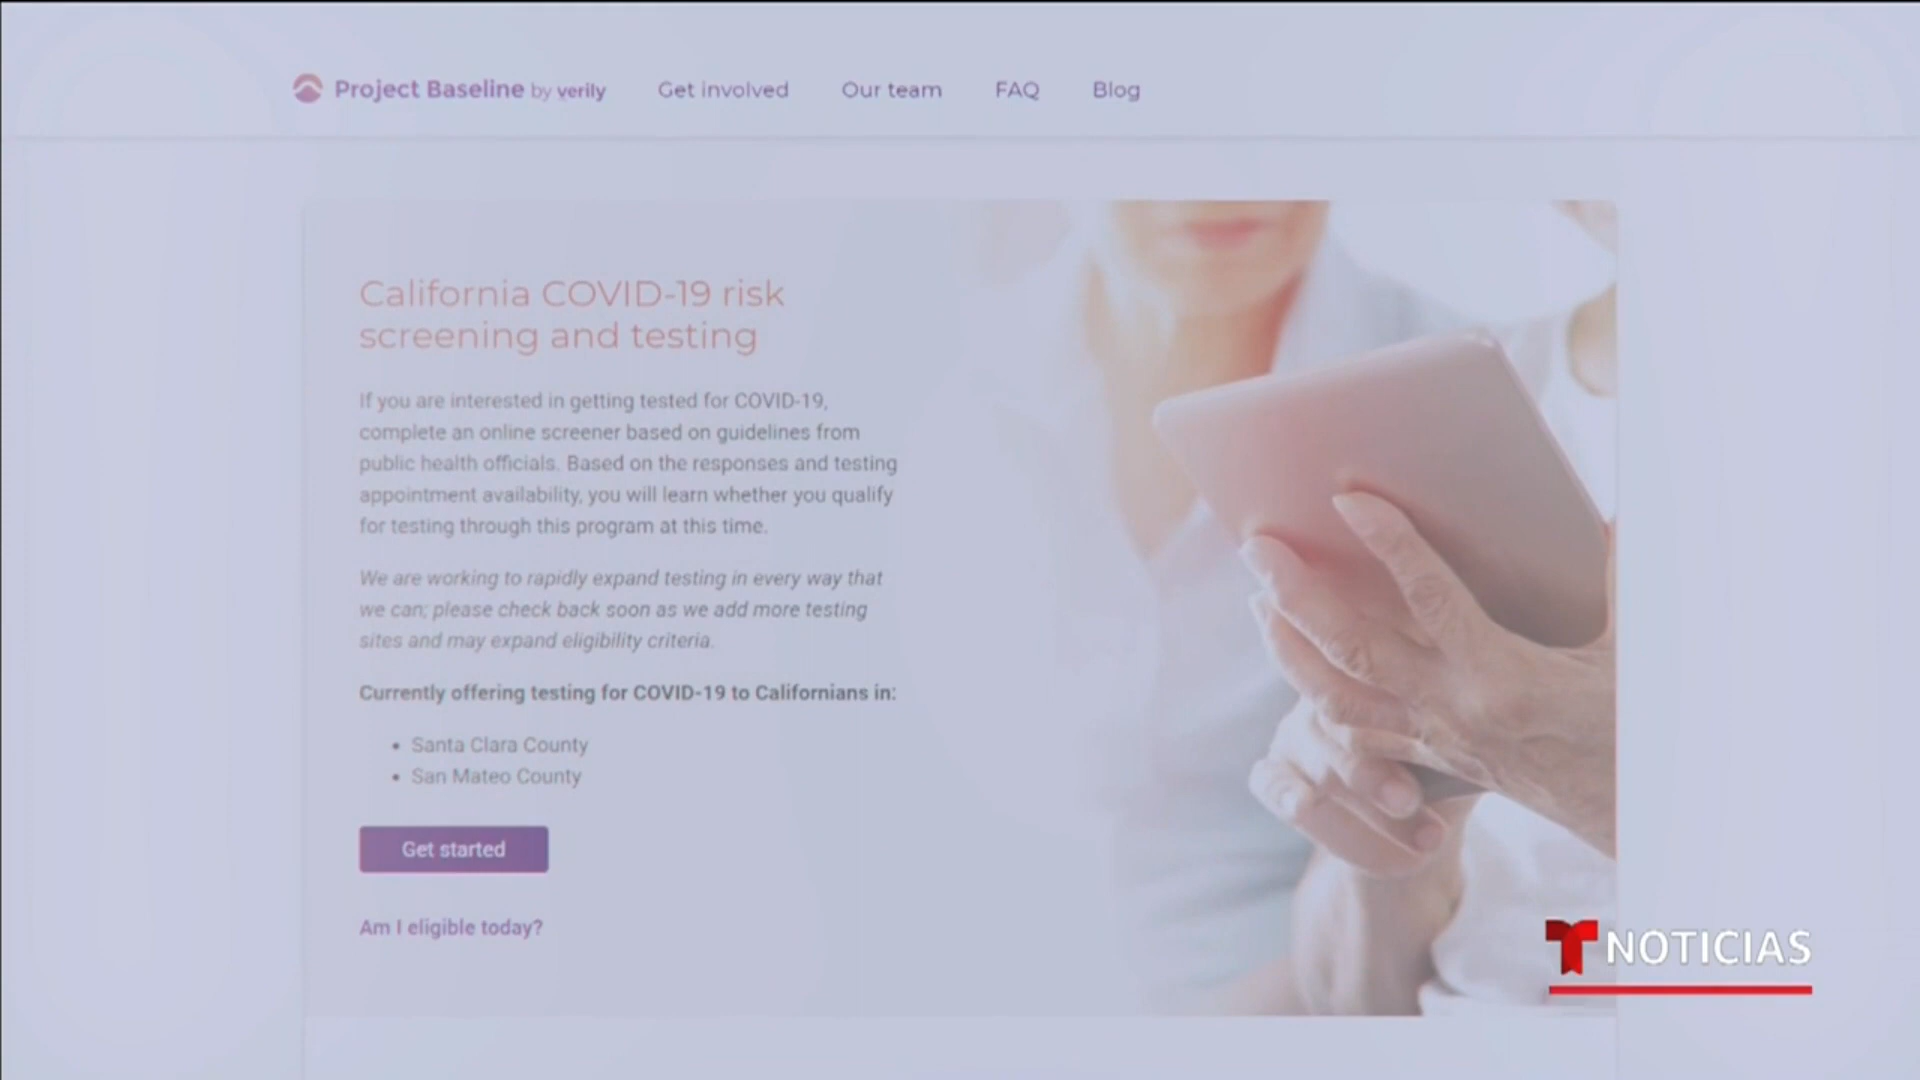 Project Baseline by verily
Get involved
Our team
FAQ
Blog
California COVID-19 risk
screening and testing
If you are interested in getting tested for COVID-19,
complete an online screener based on guidelines from
public health officials. Based on the responses and testing
appointment availability, you will learn whether you qualify
for testing through this program at this time.
We are working to rapidly expand testing in every way that
we can; please check back soon as we add more testing
sites and may expand eligibility criteria.
Currently offering testing for COVID-19 to Californians in:
• Santa Clara County
• San Mateo County
Get started
Am I eligible today?
NOTICIAS